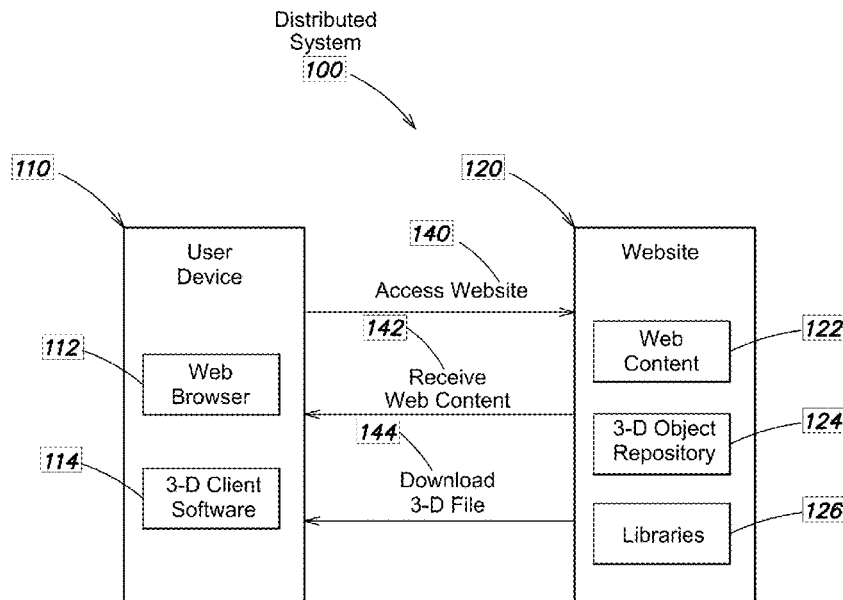 Distributed
System
100
110
120
User
Device
140
Website
Access Website
142
112
Web
Browser
Receive
Web Content
Web
Content
122
144
114
3-D Client
Software
Download
3-D File
3-D Object
Repository
124
Libraries
126